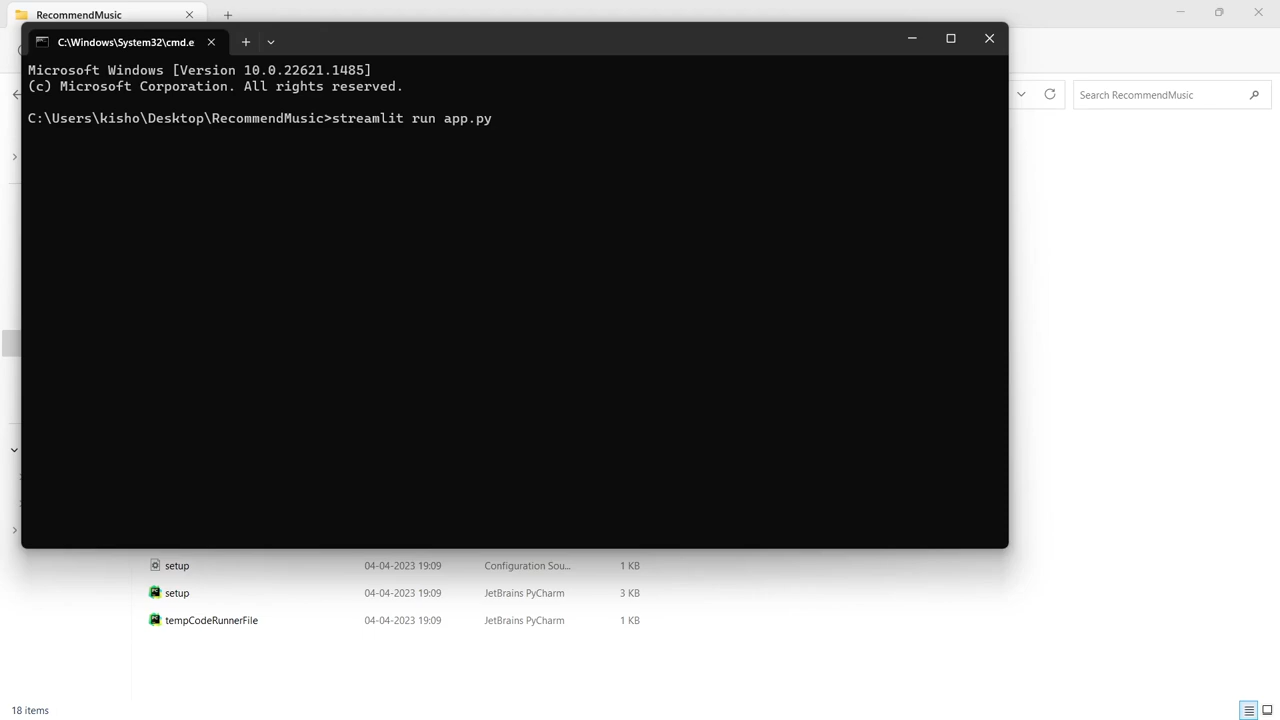 RecommendMusic
C:\Windows\System32\cmd.e
Microsoft Windows [Version 10.0.22621.1485]
(c) Microsoft Corporation. All rights reserved.
Search RecommendMusic
C:\Users\kisho\Desktop\RecommendMusic>streamlit run app.py
setup 04-04-2023 19:09 Configuration Sou... 1 KB
setup 04-04-2023 19:09 JetBrains PyCharm 3 KB
tempCodeRunnerFile 04-04-2023 19:09 JetBrains PyCharm 1 KB
18 items